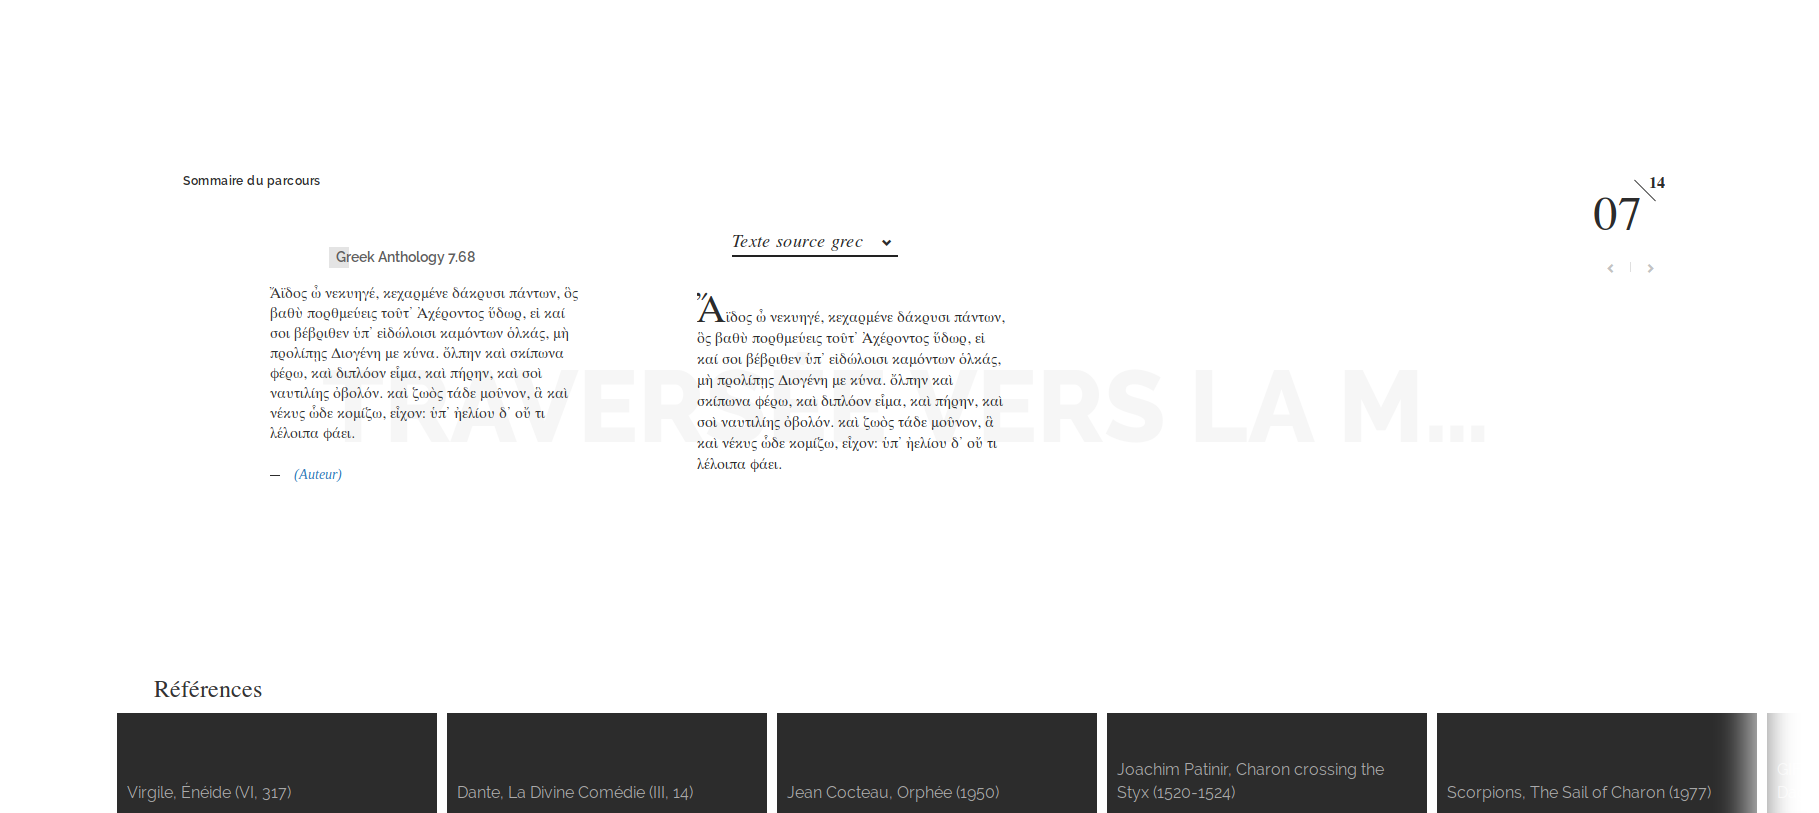 Sommaire du parcours
14
07
Greek Anthology 7.68
Ἄϊδος ὦ νεκυηγέ, κεχαρμένε δάκρυσι πάντων, ὃς
βαθὺ πορθμεύεις τοῦτ᾽ Ἀχέροντος ὕδωρ, εἰ καί
σοι βέβριθεν ὑπ᾽ εἰδώλοισι καμόντων ὁλκάς, μὴ
προλίπῃς Διογένη με κύνα. ὄλπην καὶ σκίπωνα
φέρω, καὶ διπλόον εἷμα, καὶ πήρην, καὶ σοὶ
ναυτιλίης ὀβολόν. καὶ ζωὸς τάδε μοῦνον, ἃ καὶ
νέκυς ὧδε κομίζω, εἶχον: ὑπ᾽ ἠελίου δ᾽ οὔ τι
λέλοιπα φάει.
— (Auteur)
Texte source grec
Ἄϊδος ὦ νεκυηγέ, κεχαρμένε δάκρυσι πάντων,
ὃς βαθὺ πορθμεύεις τοῦτ᾽ Ἀχέροντος ὕδωρ, εἰ
καί σοι βέβριθεν ὑπ᾽ εἰδώλοισι καμόντων ὁλκάς,
μὴ προλίπῃς Διογένη με κύνα. ὄλπην καὶ
σκίπωνα φέρω, καὶ διπλόον εἷμα, καὶ πήρην, καὶ
σοὶ ναυτιλίης ὀβολόν. καὶ ζωὸς τάδε μοῦνον, ἃ
καὶ νέκυς ὧδε κομίζω, εἶχον: ὑπ᾽ ἠελίου δ᾽ οὔ τι
λέλοιπα φάει.
TRAVERSÉE VERS LA M...
Références
Virgile, Énéide (VI, 317)
Dante, La Divine Comédie (III, 14)
Jean Cocteau, Orphée (1950)
Joachim Patinir, Charon crossing the
Styx (1520-1524)
Scorpions, The Sail of Charon (1977)